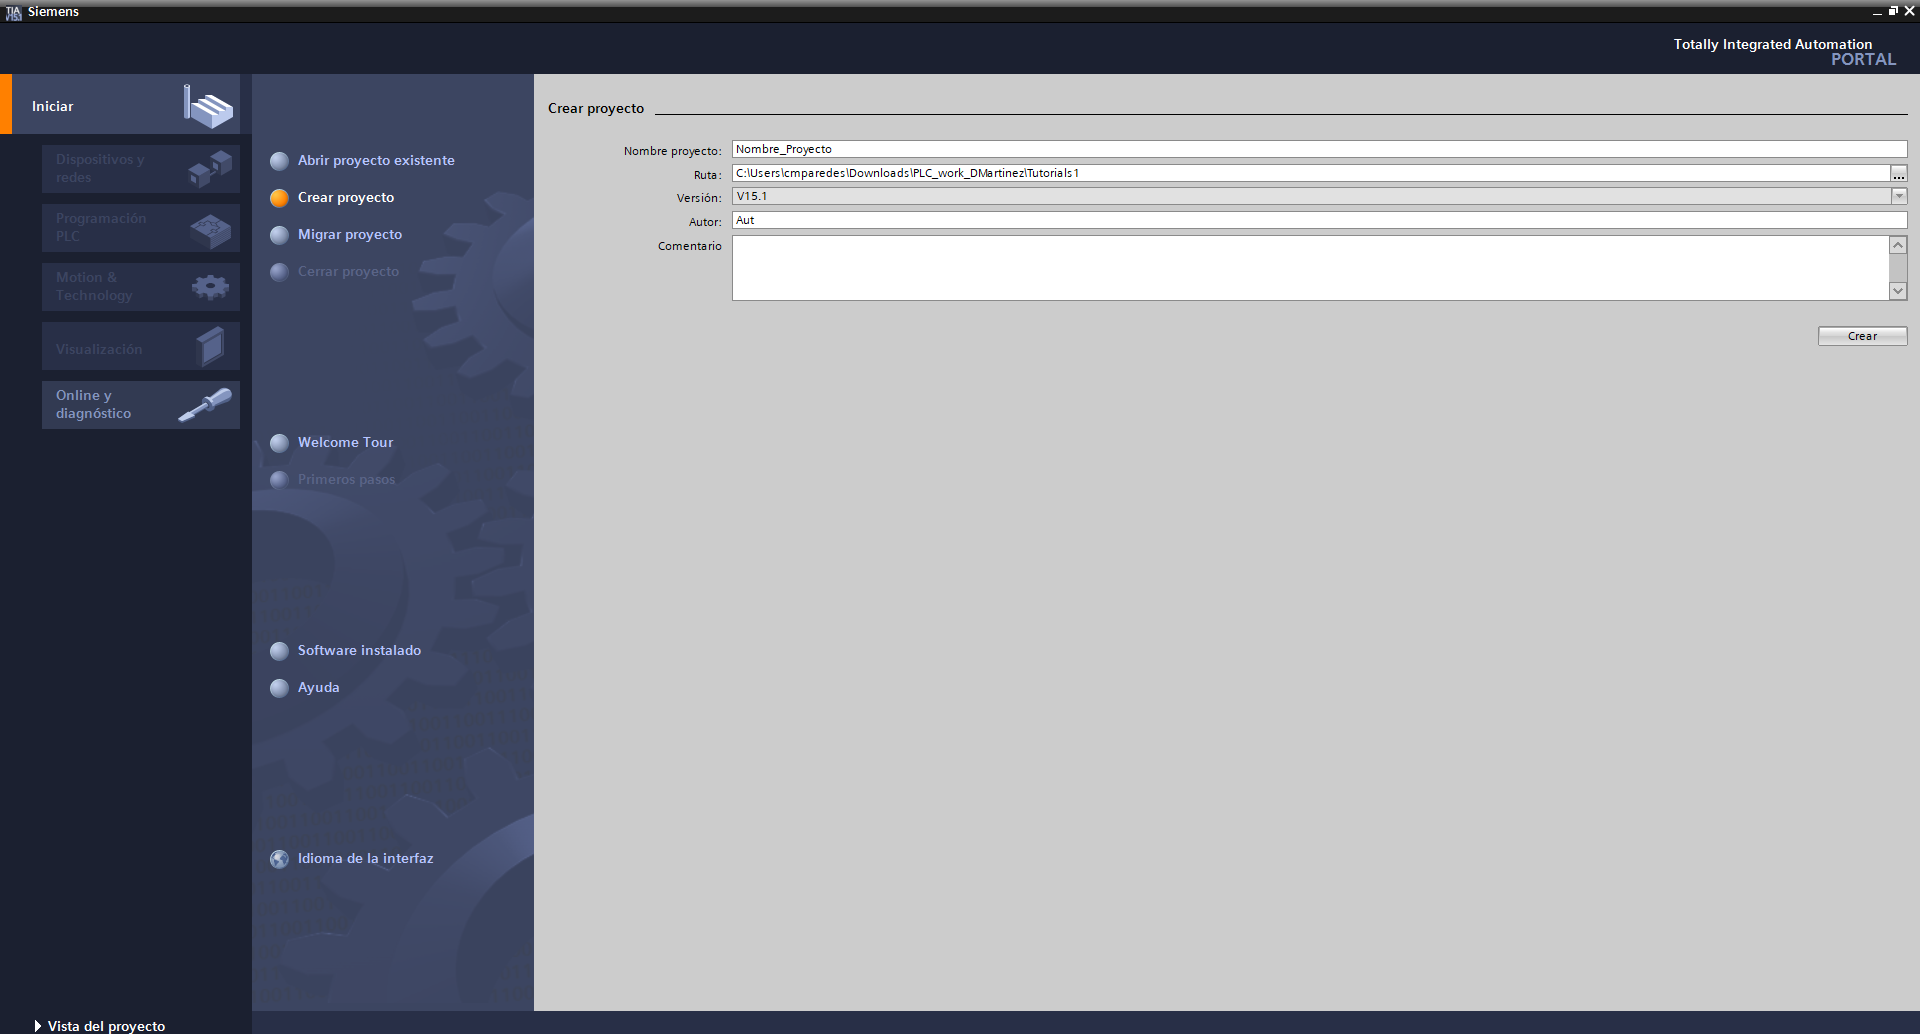 Siemens
Totally Integrated Automation
PORTAL
Iniciar
Dispositivos y
redes
Programación
PLC
Motion &
Technology
Visualización
Online y
diagnóstico
Abrir proyecto existente
Crear proyecto
Migrar proyecto
Cerrar proyecto
Welcome Tour
Primeros pasos
Software instalado
Ayuda
Idioma de la interfaz
Crear proyecto
Nombre proyecto: Nombre_Proyecto
Ruta: C:\Users\cmparedes\Downloads\PLC_work_DMartinez\Tutorials1
...
Versión: V15.1
Autor: Aut
Comentario
Crear
Vista del proyecto